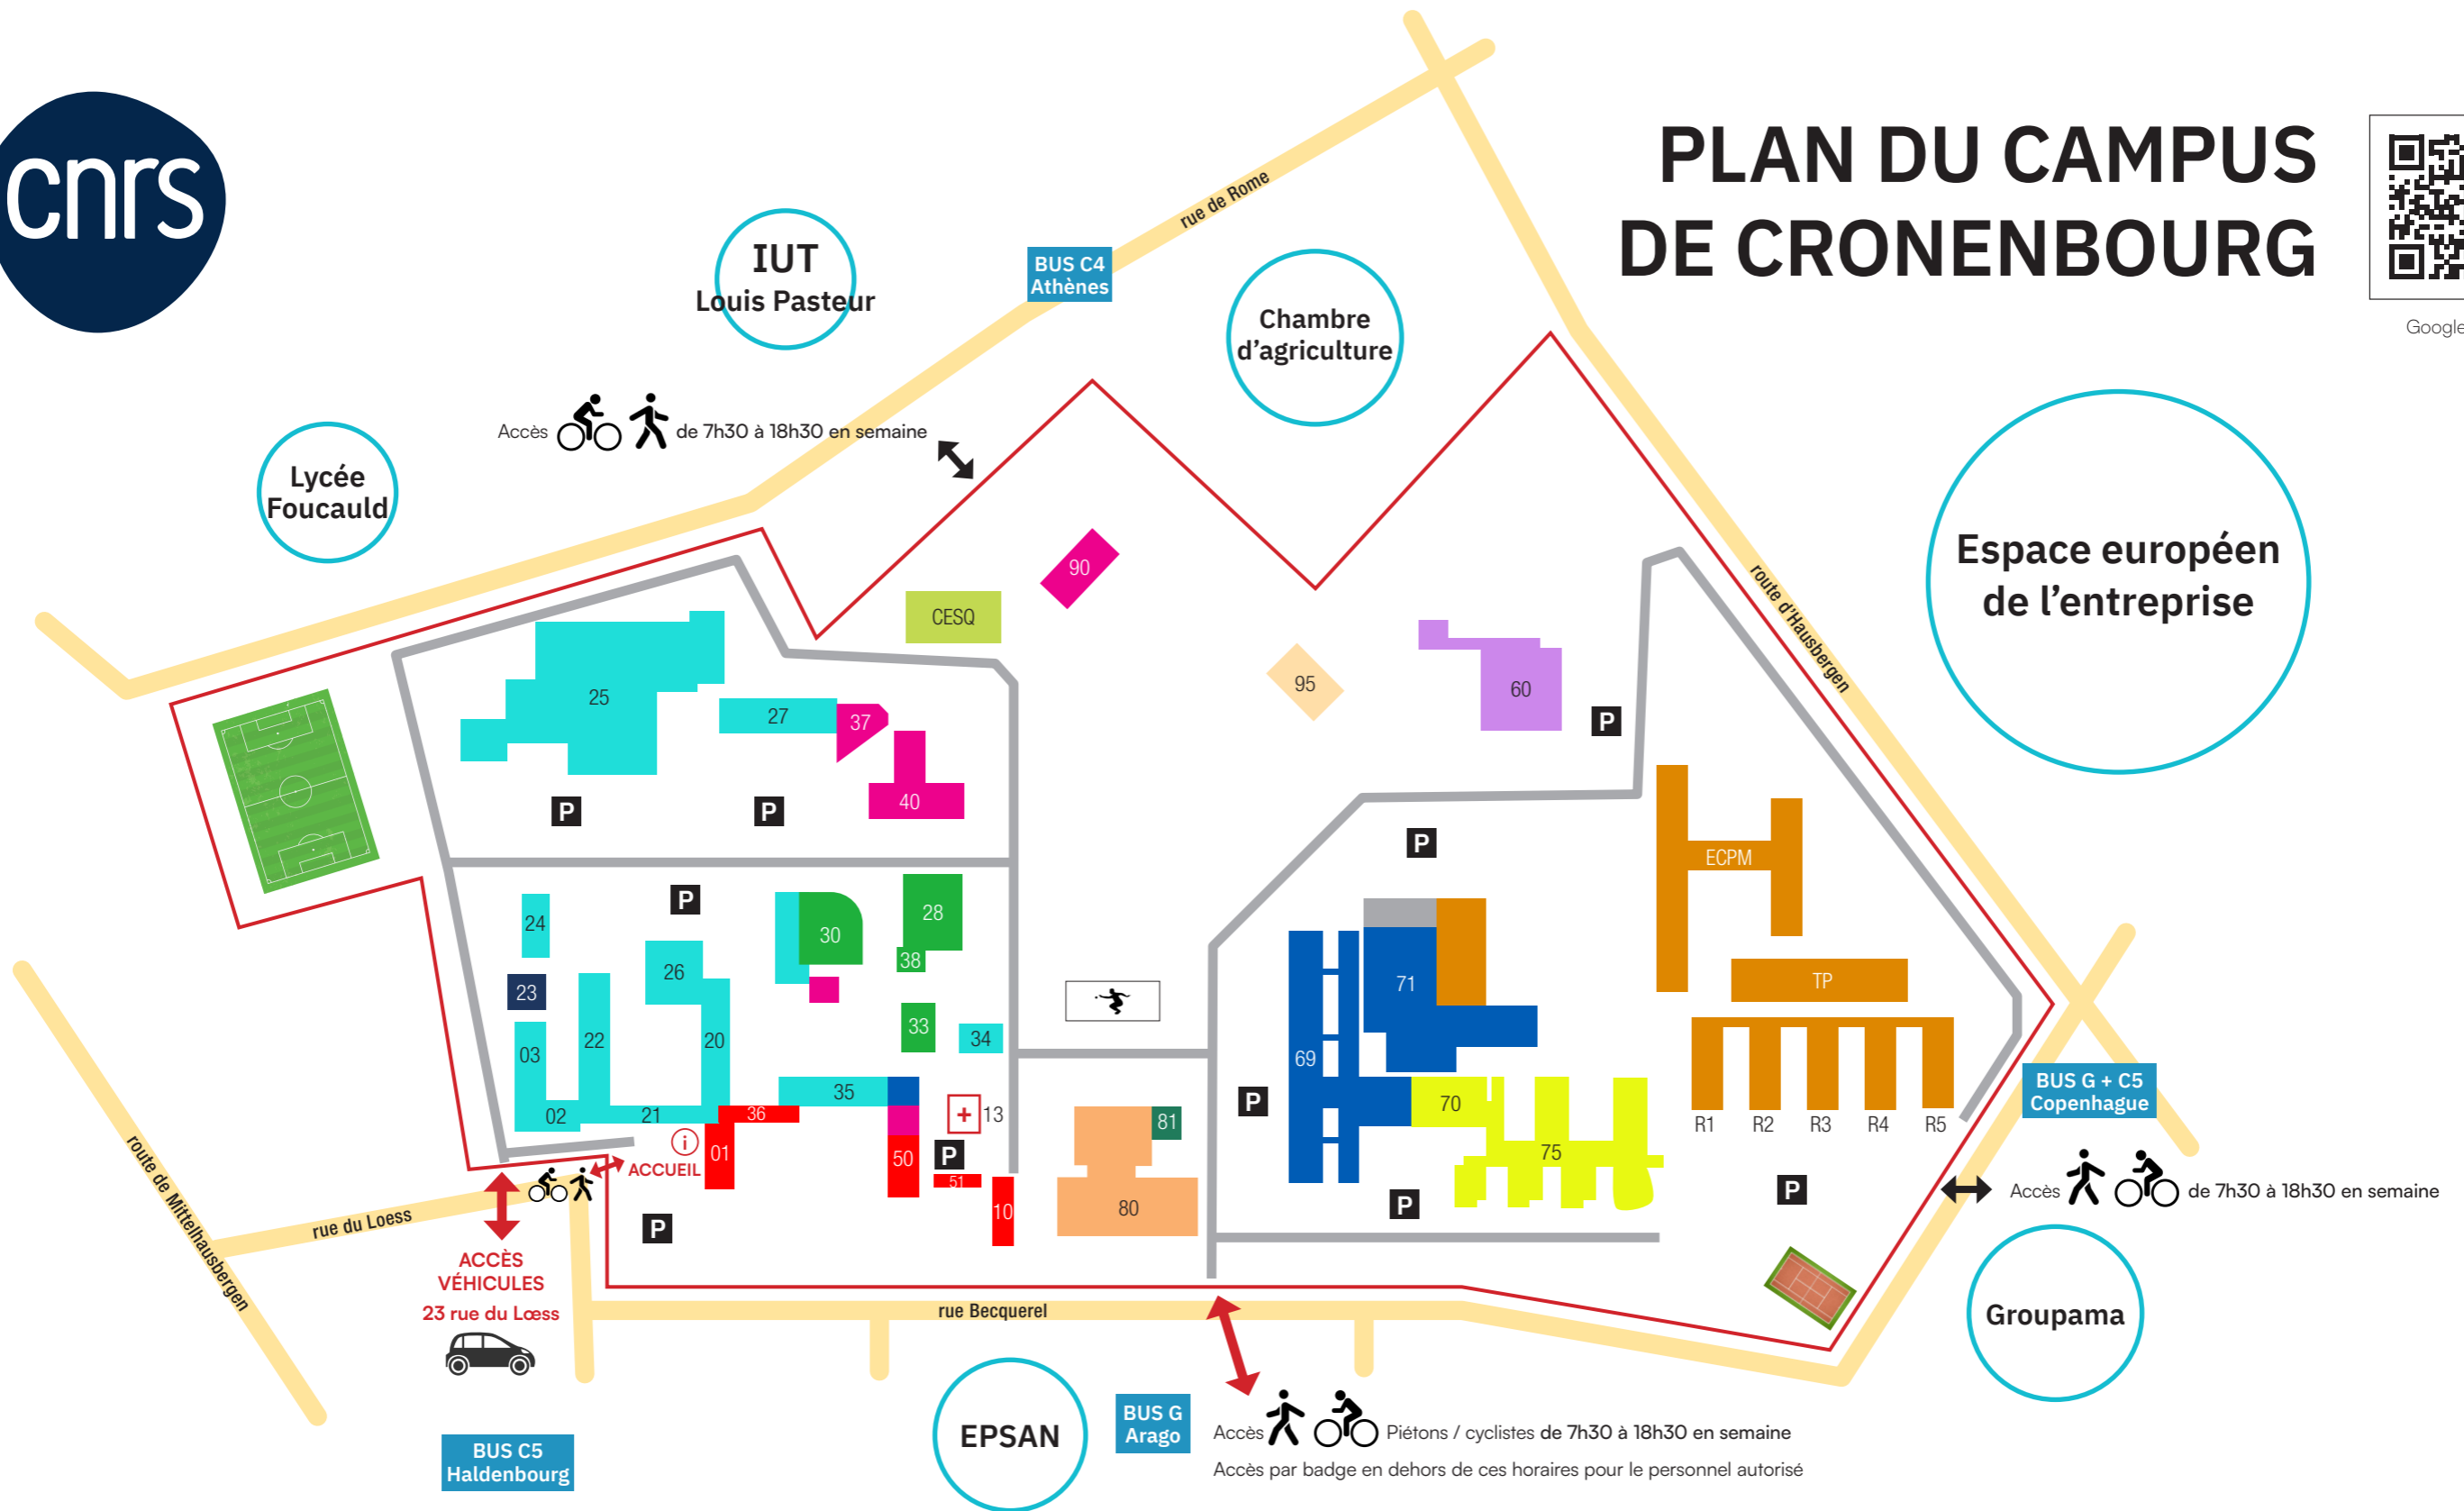 cnrs
PLAN DU CAMPUS
DE CRONENBOURG
Google
rue de Rome
IUT
Louis Pasteur
BUS C4
Athènes
Chambre
d'agriculture
Accès de 7h30 à 18h30 en semaine
Lycée
Foucauld
Espace européen
de l'entreprise
route d'Hausbergen
90
CESQ
95
60
P
25
27
37
40
P
P
P
ECPM
24
P
30
28
38
26
23
71
TP
33
34
03
22
20
69
35
02
21
36
13
81
70
BUS G + C5
Copenhague
R1
R2
R3
R4
R5
P
i
ACCUEIL
01
50
P
51
10
80
75
P
P
P
Accès de 7h30 à 18h30 en semaine
route de Mittelhausbergen
rue du Loess
ACCÈS
VÉHICULES
23 rue du Lœss
rue Becquerel
Groupama
EPSAN
BUS G
Arago
Accès Piétons / cyclistes de 7h30 à 18h30 en semaine
Accès par badge en dehors de ces horaires pour le personnel autorisé
BUS C5
Haldenbourg